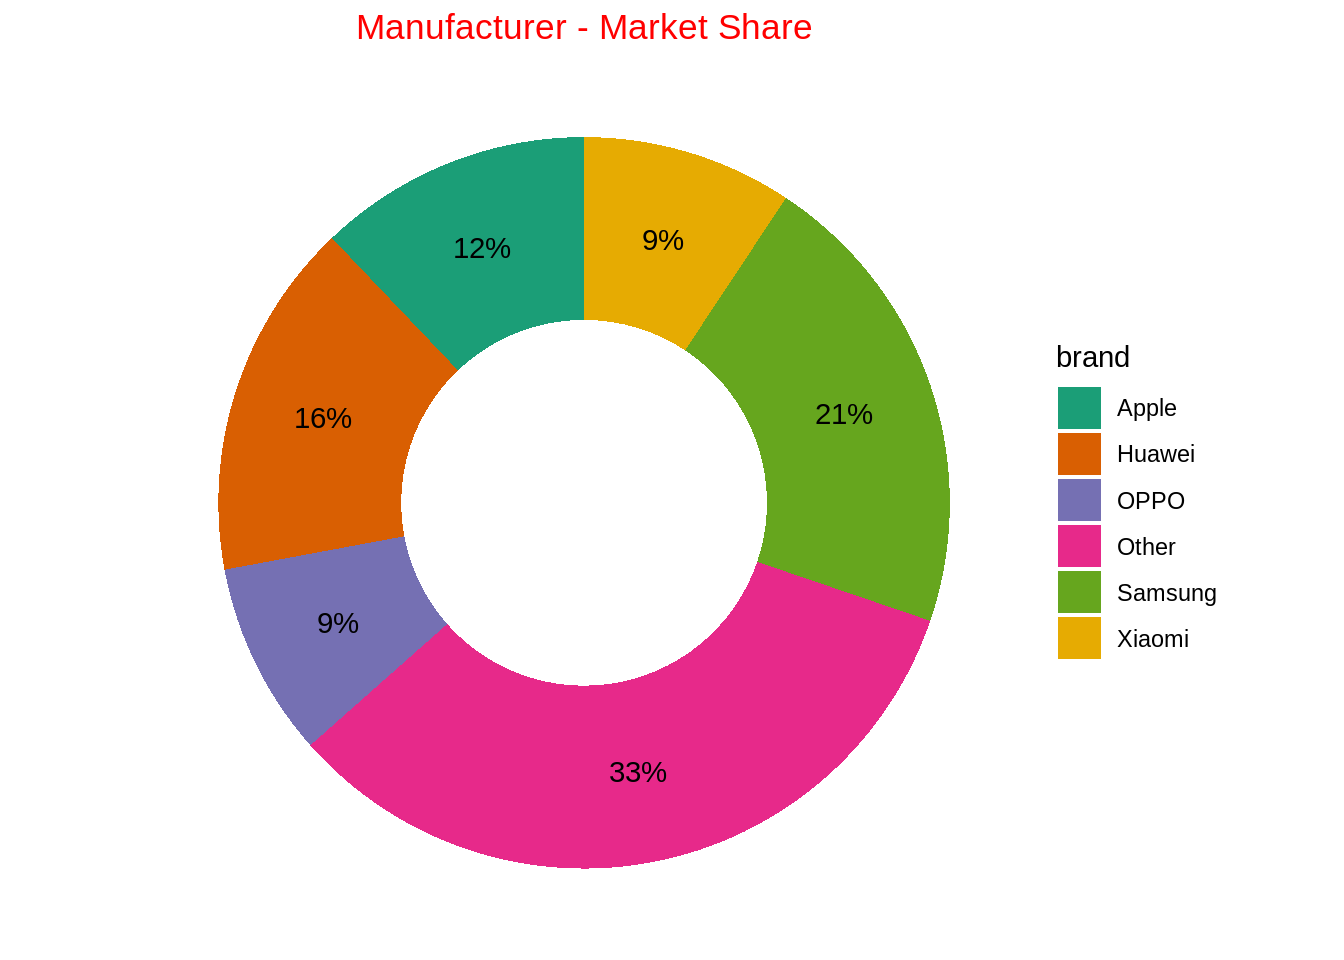 Manufacturer - Market Share
12%
9%
16%
21%
9%
33%
brand
Apple
Huawei
OPPO
Other
Samsung
Xiaomi